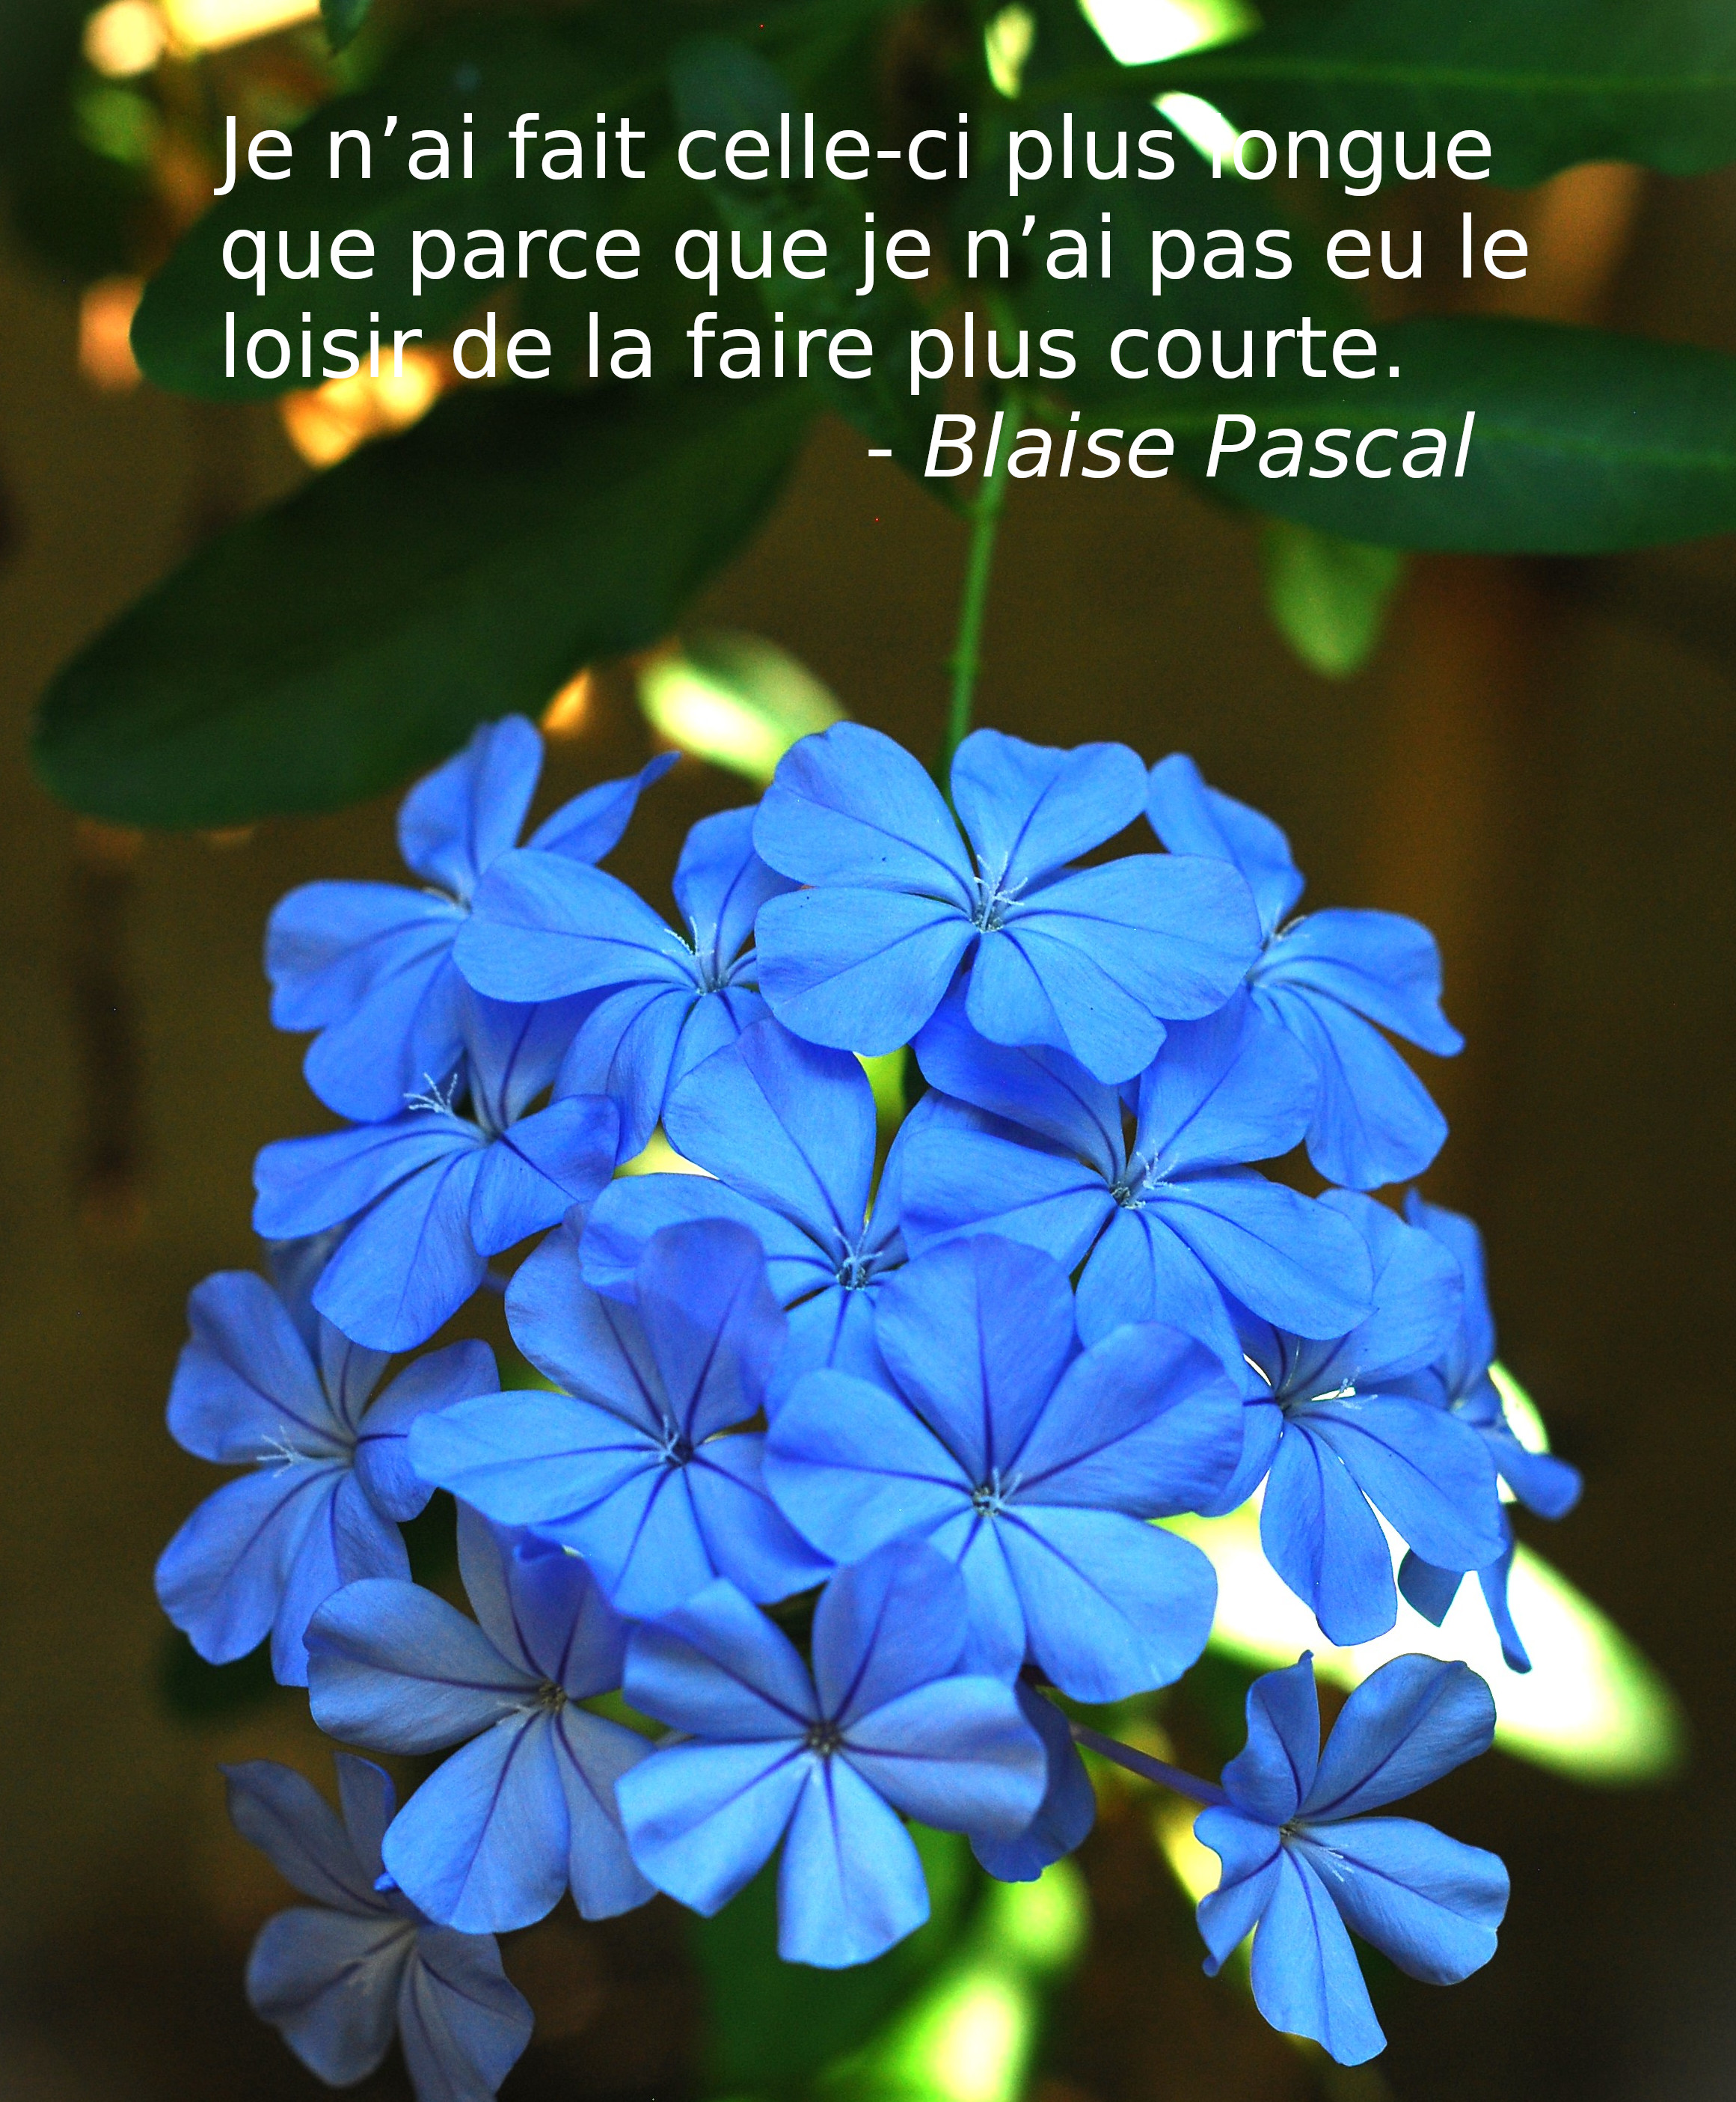 Je n’ai fait celle-ci plus longue
que parce que je n’ai pas eu le
loisir de la faire plus courte.
- Blaise Pascal